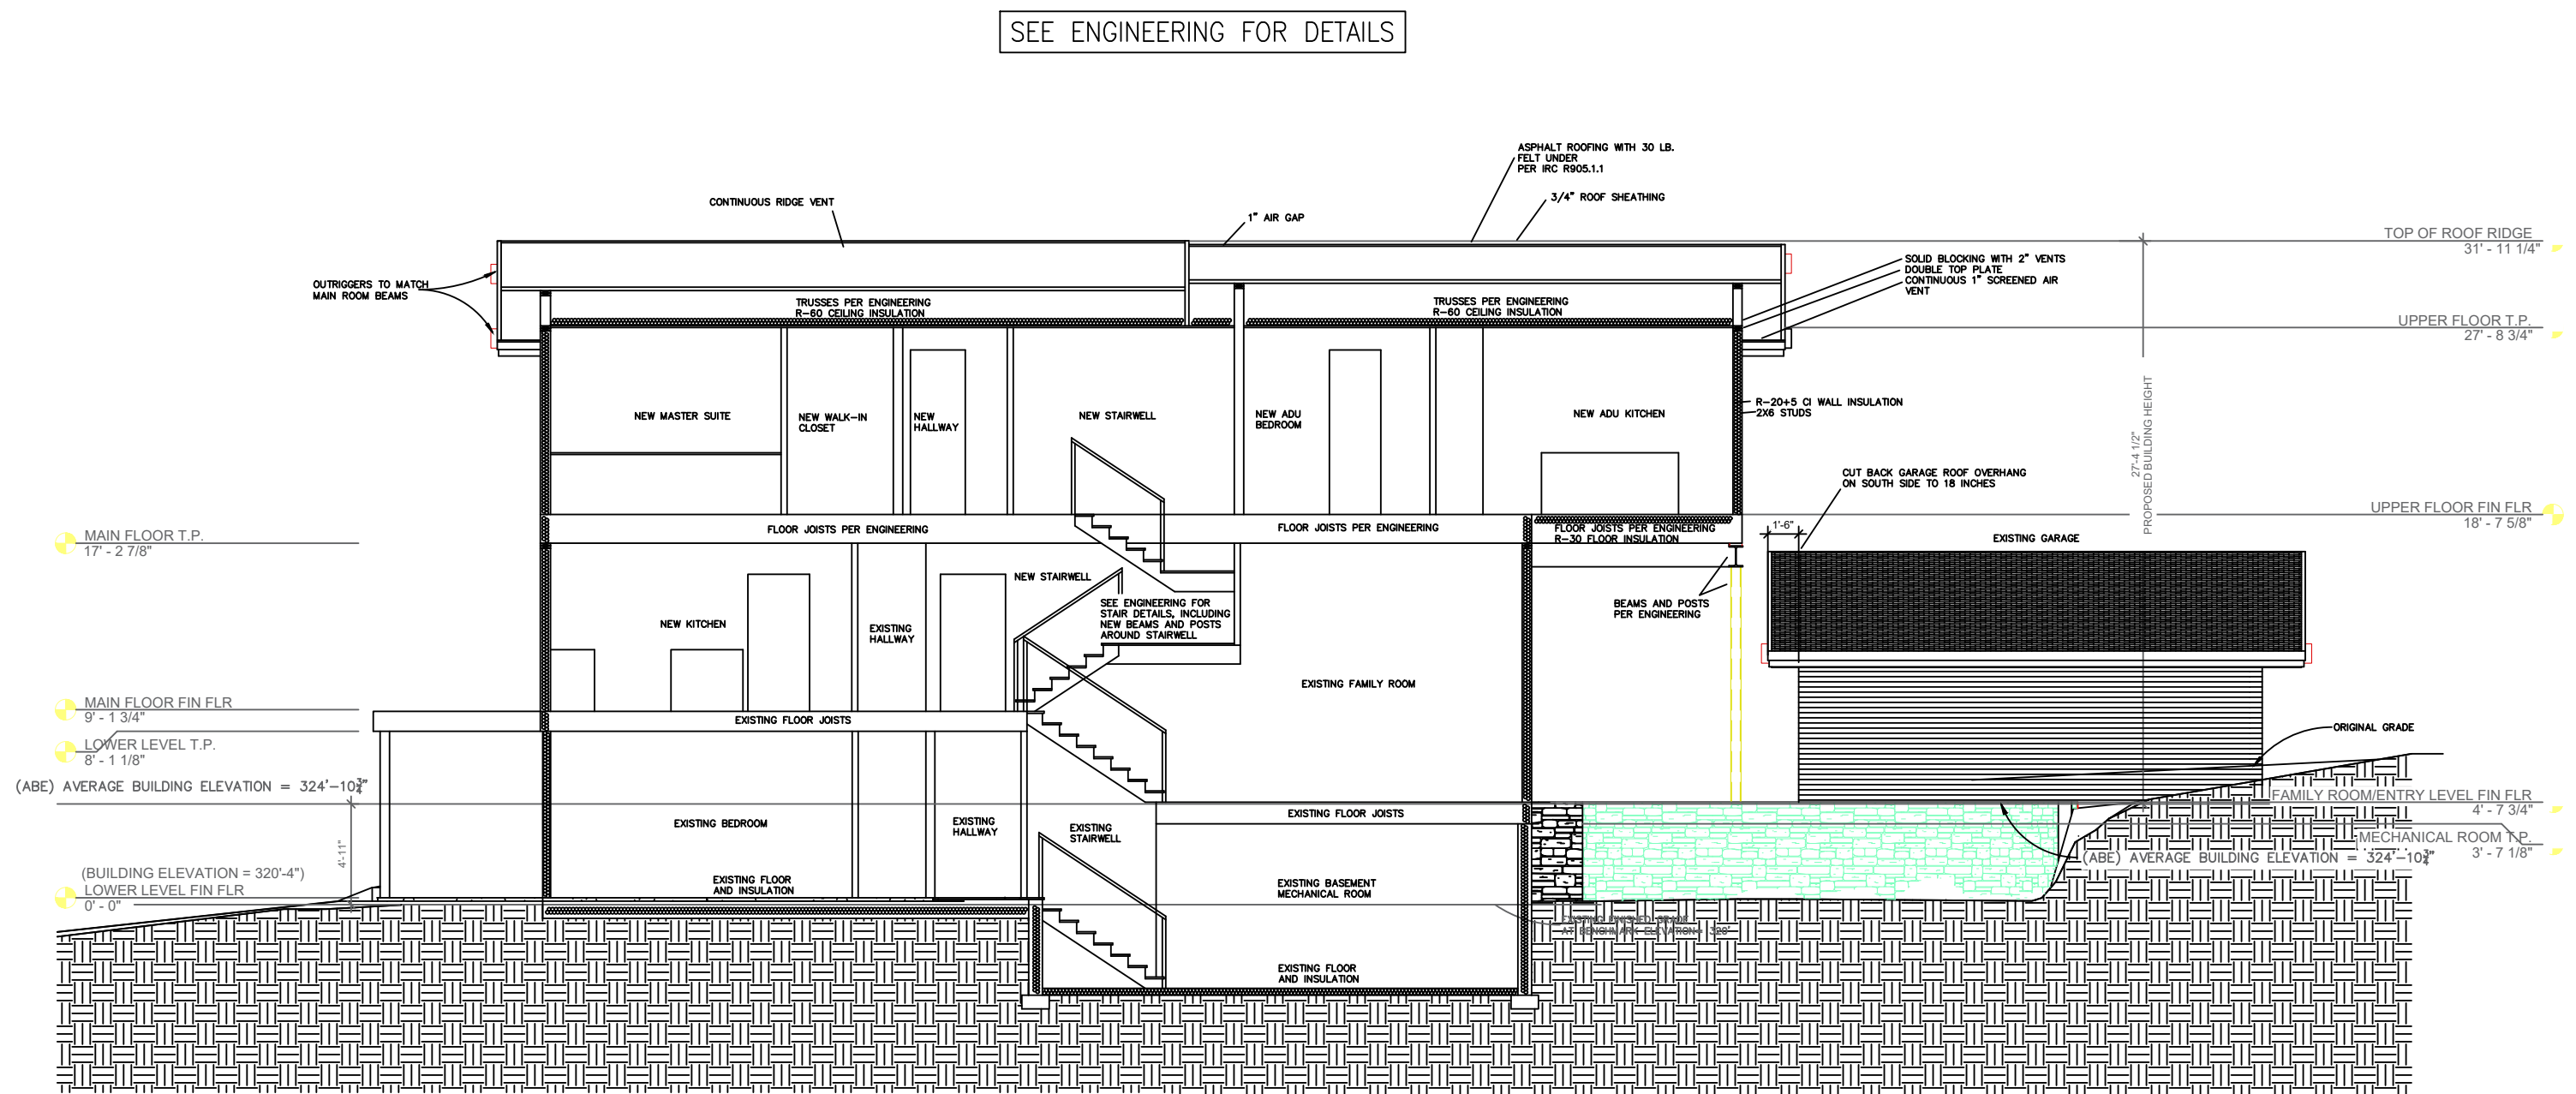 SEE ENGINEERING FOR DETAILS
ASPHALT ROOFING WITH 30 LB.
FELT UNDER
PER IRC R905.1.1
3/4" ROOF SHEATHING
CONTINUOUS RIDGE VENT
1" AIR GAP
TOP OF ROOF RIDGE
31' - 11 1/4"
SOLID BLOCKING WITH 2" VENTS
DOUBLE TOP PLATE
CONTINUOUS 1" SCREENED AIR
VENT
OUTRIGGERS TO MATCH
MAIN ROOM BEAMS
TRUSSES PER ENGINEERING
R-60 CEILING INSULATION
TRUSSES PER ENGINEERING
R-60 CEILING INSULATION
UPPER FLOOR T.P.
27' - 8 3/4"
NEW MASTER SUITE
NEW WALK-IN
CLOSET
NEW
HALLWAY
NEW STAIRWELL
NEW ADU
BEDROOM
NEW ADU KITCHEN
R-20+5 CI WALL INSULATION
2X6 STUDS
27'-4 1/2"
PROPOSED BUILDING HEIGHT
CUT BACK GARAGE ROOF OVERHANG
ON SOUTH SIDE TO 18 INCHES
UPPER FLOOR FIN FLR
18' - 7 5/8"
1'-6"
EXISTING GARAGE
FLOOR JOISTS PER ENGINEERING
FLOOR JOISTS PER ENGINEERING
FLOOR JOISTS PER ENGINEERING
R-30 FLOOR INSULATION
MAIN FLOOR T.P.
17' - 2 7/8"
NEW STAIRWELL
SEE ENGINEERING FOR
STAIR DETAILS, INCLUDING
NEW BEAMS AND POSTS
AROUND STAIRWELL
BEAMS AND POSTS
PER ENGINEERING
NEW KITCHEN
EXISTING
HALLWAY
EXISTING FAMILY ROOM
MAIN FLOOR FIN FLR
9' - 1 3/4"
EXISTING FLOOR JOISTS
ORIGINAL GRADE
LOWER LEVEL T.P.
8' - 1 1/8"
(ABE) AVERAGE BUILDING ELEVATION = 324'-10¾"
FAMILY ROOM/ENTRY LEVEL FIN FLR
4' - 7 3/4"
EXISTING FLOOR JOISTS
EXISTING BEDROOM
EXISTING
HALLWAY
EXISTING
STAIRWELL
4'-11"
MECHANICAL ROOM T.P.
3' - 7 1/8"
(ABE) AVERAGE BUILDING ELEVATION = 324'-10¾"
(BUILDING ELEVATION = 320'-4")
LOWER LEVEL FIN FLR
0' - 0"
EXISTING FLOOR
AND INSULATION
EXISTING BASEMENT
MECHANICAL ROOM
EXISTING FINISHED GRADE
AT BENCHMARK ELEVATION= 320'
EXISTING FLOOR
AND INSULATION